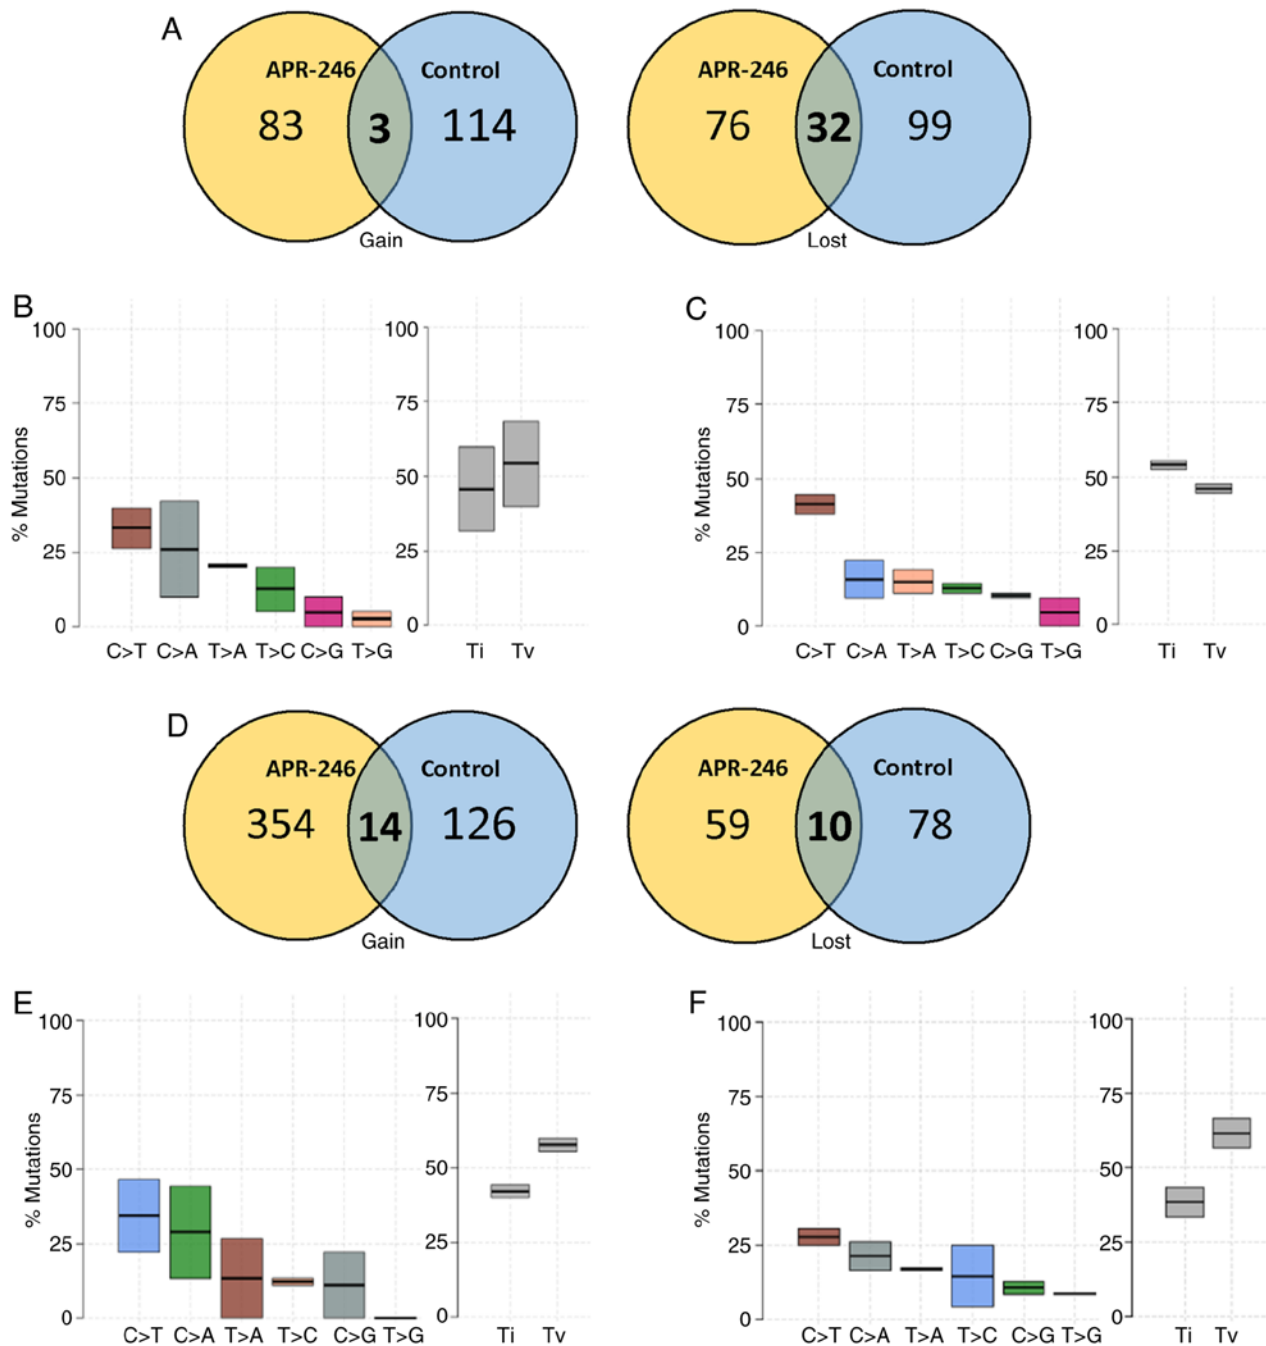 A
APR-246 Control
83 3 114
Gain
APR-246 Control
76 32 99
Lost
B
% Mutations
100
75
50
25
0
C>T C>A T>A T>C C>G T>G
100
75
50
25
0
Ti Tv
C
% Mutations
100
75
50
25
0
C>T C>A T>A T>C C>G T>G
100
75
50
25
0
Ti Tv
D
APR-246 Control
354 14 126
Gain
APR-246 Control
59 10 78
Lost
E
% Mutations
100
75
50
25
0
C>T C>A T>A T>C C>G T>G
100
75
50
25
0
Ti Tv
F
% Mutations
100
75
50
25
0
C>T C>A T>A T>C C>G T>G
100
75
50
25
0
Ti Tv